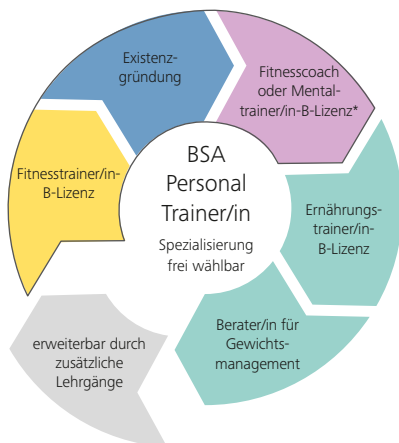 Existenz-
gründung
Fitnesscoach
oder Mental-
trainer/in-B-Lizenz*
Fitnesstrainer/in-
B-Lizenz
BSA
Personal
Trainer/in
Spezialisierung
frei wählbar
Ernährungs-
trainer/in-
B-Lizenz
Berater/in für
Gewichts-
management
erweiterbar durch
zusätzliche
Lehrgänge